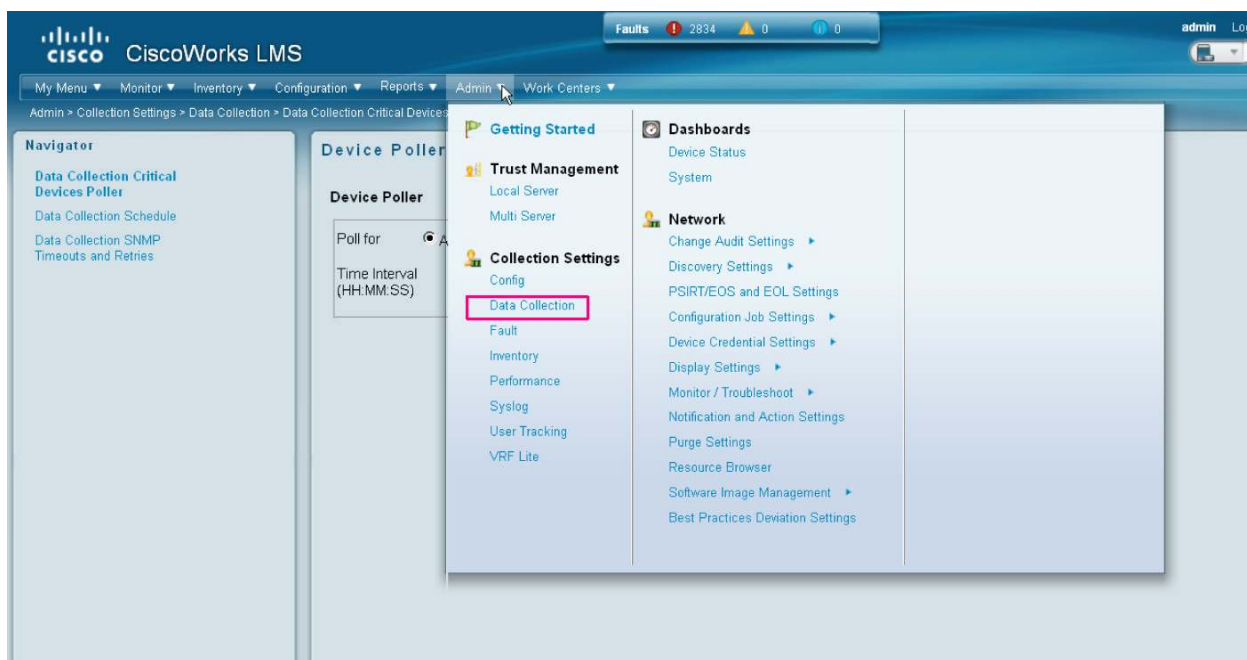 Faults 2834 0 0
admin
CISCO CiscoWorks LMS
My Menu Monitor Inventory Configuration Reports Admin Work Centers
Admin > Collection Settings > Data Collection > Data Collection Critical Devices
Navigator
Data Collection Critical
Devices Poller
Data Collection Schedule
Data Collection SNMP
Timeouts and Retries
Device Poller
Device Poller
Poll for
Time Interval
(HH:MM:SS)
Getting Started
Trust Management
Local Server
Multi Server
Collection Settings
Config
Data Collection
Fault
Inventory
Performance
Syslog
User Tracking
VRF Lite
Dashboards
Device Status
System
Network
Change Audit Settings
Discovery Settings
PSIRT/EOS and EOL Settings
Configuration Job Settings
Device Credential Settings
Display Settings
Monitor / Troubleshoot
Notification and Action Settings
Purge Settings
Resource Browser
Software Image Management
Best Practices Deviation Settings